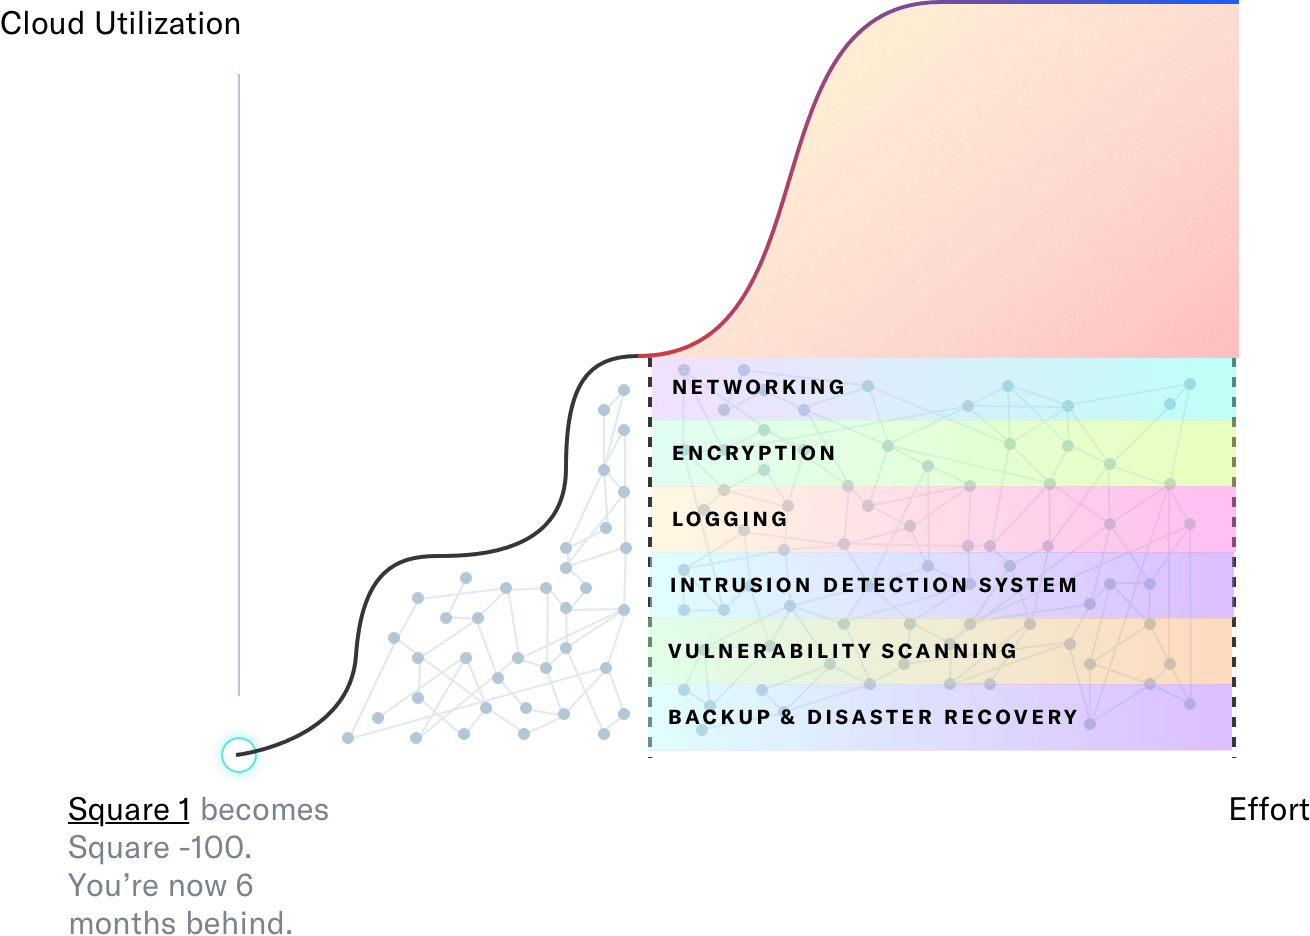 Cloud Utilization
NETWORKING
ENCRYPTION
LOGGING
INTRUSION DETECTION SYSTEM
VULNERABILITY SCANNING
BACKUP & DISASTER RECOVERY
Square 1 becomes
Square -100.
You’re now 6
months behind.
Effort